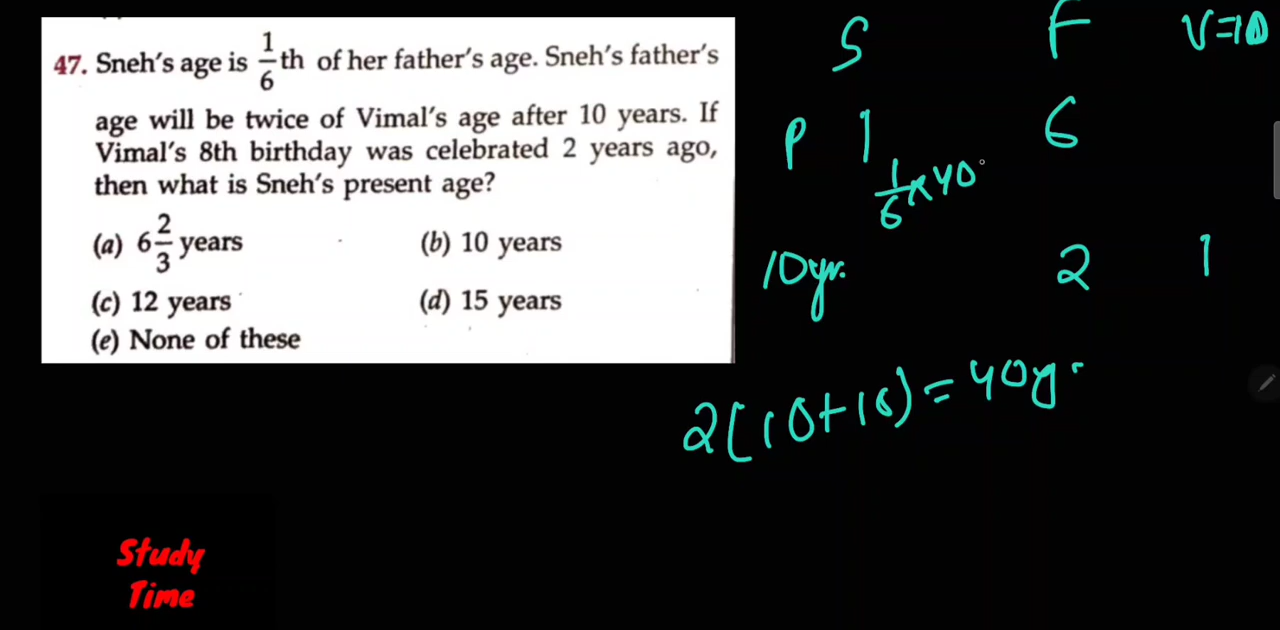 47. Sneh's age is 1/6 th of her father's age. Sneh's father's
age will be twice of Vimal's age after 10 years. If
Vimal's 8th birthday was celebrated 2 years ago,
then what is Sneh's present age?
(a) 6 2/3 years (b) 10 years
(c) 12 years (d) 15 years
(e) None of these
S F V=10
P 1 6
1/6 x 40
10yr. 2 1
2(10+10)=40y.
Study
Time